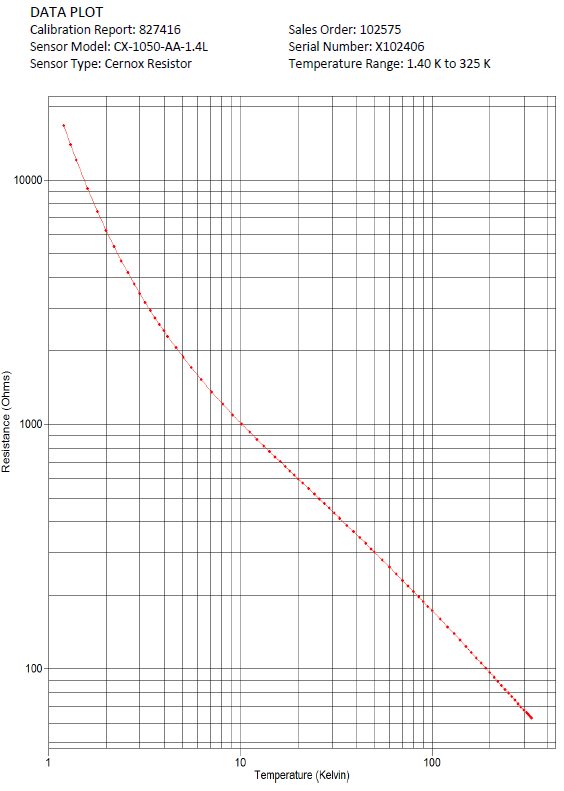 DATA PLOT
Calibration Report: 827416
Sales Order: 102575
Sensor Model: CX-1050-AA-1.4L
Serial Number: X102406
Sensor Type: Cernox Resistor
Temperature Range: 1.40 K to 325 K
10000
1000
100
Resistance (Ohms)
1
10
100
Temperature (Kelvin)